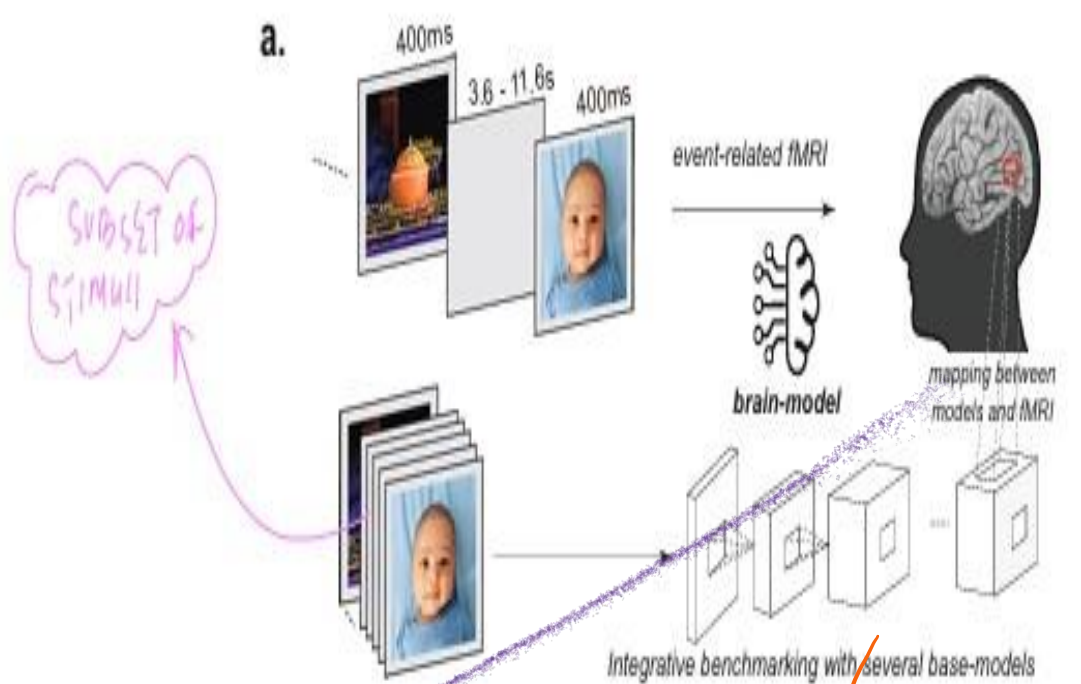 a.
400ms
3.6 - 11.6s
400ms
event-related fMRI
SUBSET OF
STIMULI
brain-model
mapping between
models and fMRI
Integrative benchmarking with several base-models